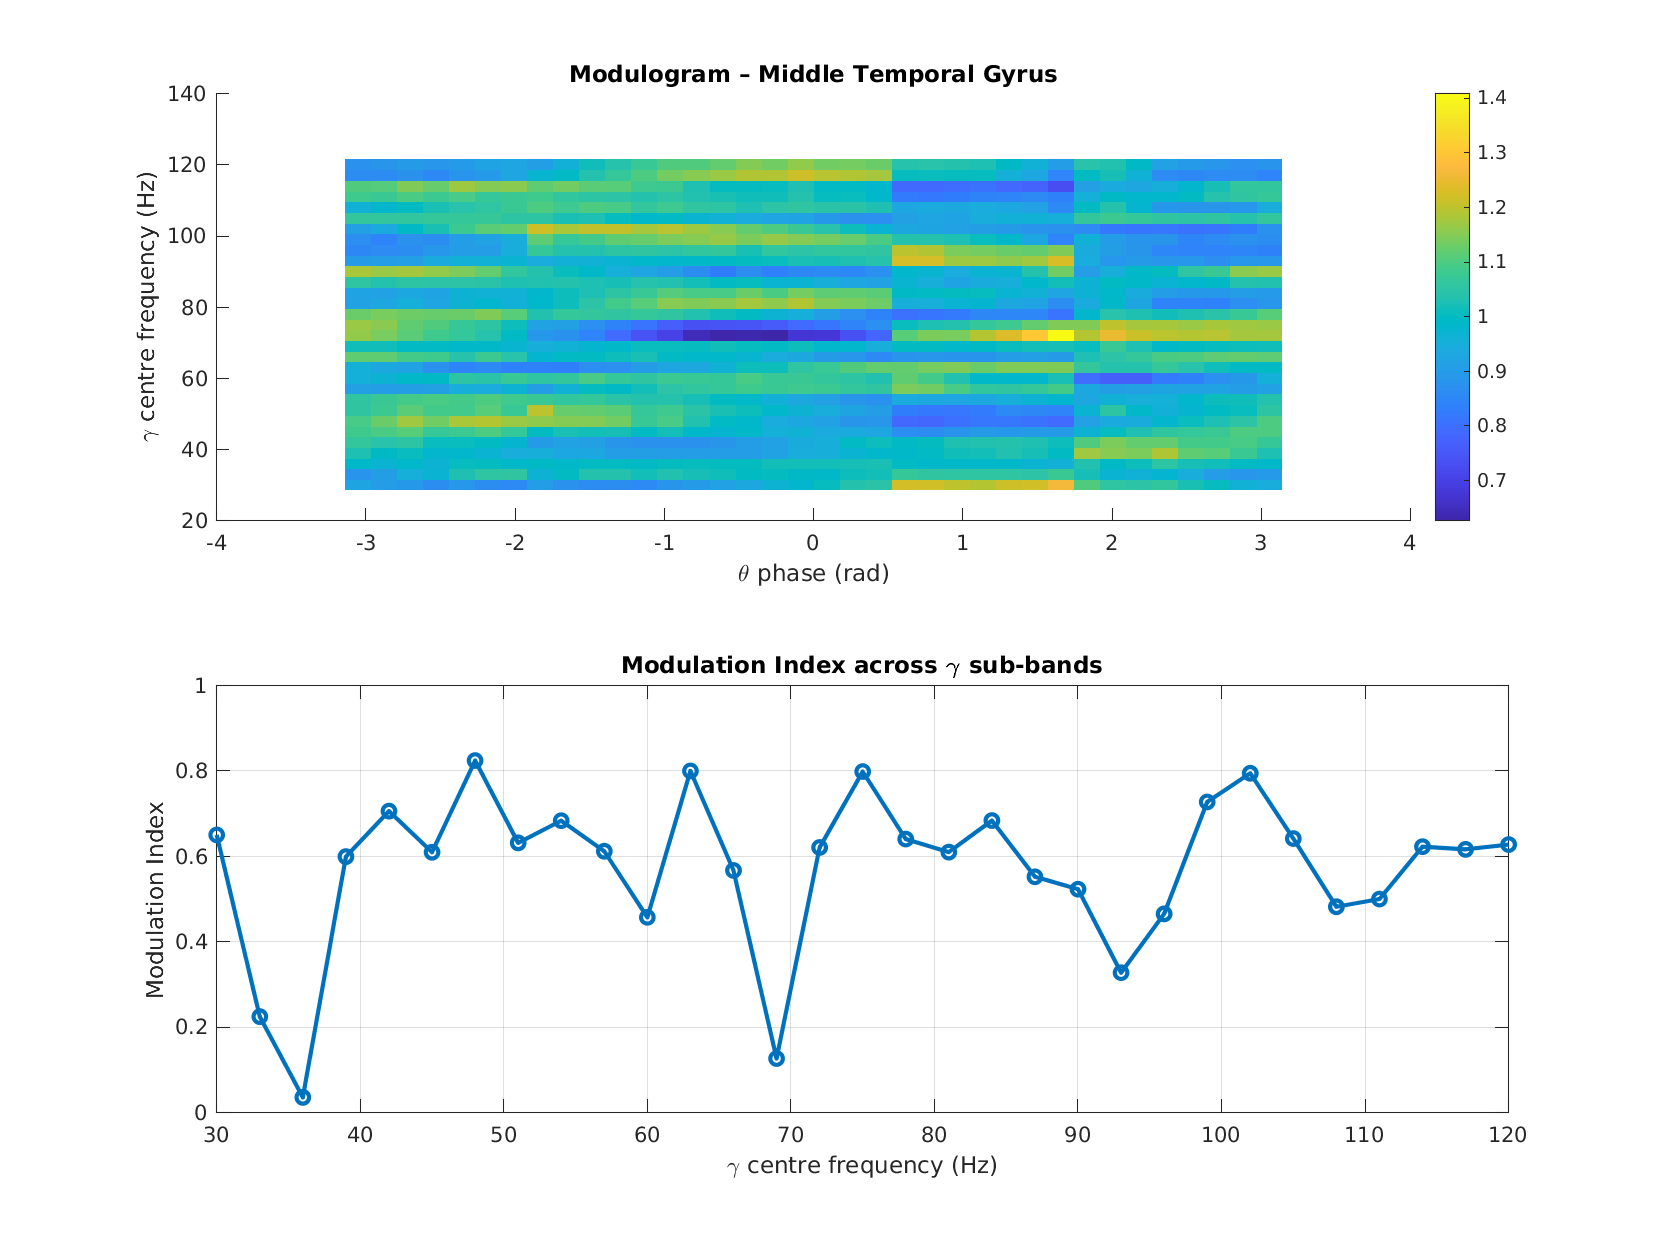 Modulogram – Middle Temporal Gyrus
140
120
100
80
60
40
20
γ centre frequency (Hz)
-4 -3 -2 -1 0 1 2 3 4
θ phase (rad)
1.4
1.3
1.2
1.1
1
0.9
0.8
0.7
Modulation Index across γ sub-bands
1
0.8
0.6
0.4
0.2
0
Modulation Index
30 40 50 60 70 80 90 100 110 120
γ centre frequency (Hz)